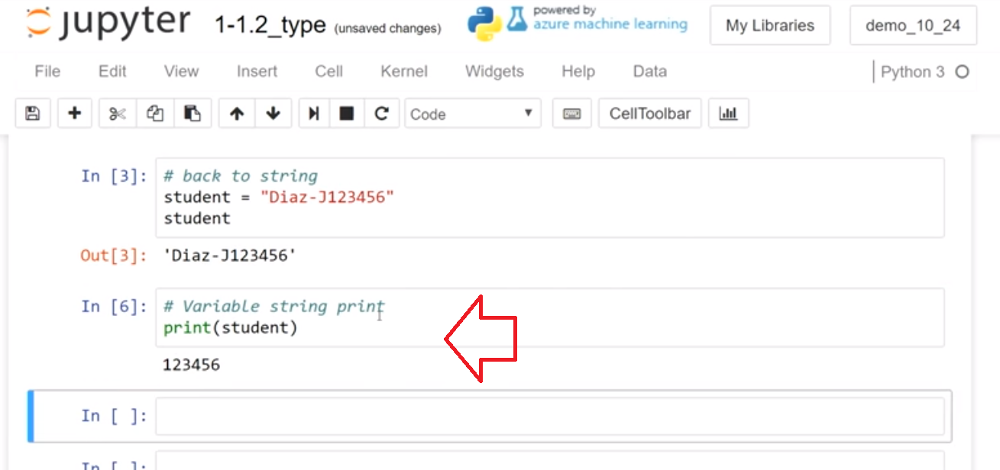 jupyter 1-1.2_type (unsaved changes) powered by azure machine learning My Libraries demo_10_24
File Edit View Insert Cell Kernel Widgets Help Data Python 3
Code CellToolbar
In [3]: # back to string
student = "Diaz-J123456"
student
Out[3]: 'Diaz-J123456'
In [6]: # Variable string print
print(student)
123456
In [ ]:
In [ ]: